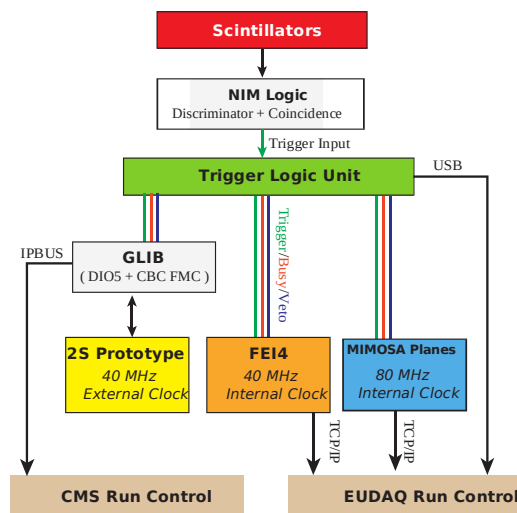 Scintillators
NIM Logic
Discriminator + Coincidence
Trigger Input
Trigger Logic Unit
USB
IPBUS
GLIB
( DIO5 + CBC FMC )
Trigger/Busy/Veto
2S Prototype
40 MHz
External Clock
FEI4
40 MHz
Internal Clock
MIMOSA Planes
80 MHz
Internal Clock
TCP/IP
TCP/IP
CMS Run Control
EUDAQ Run Control